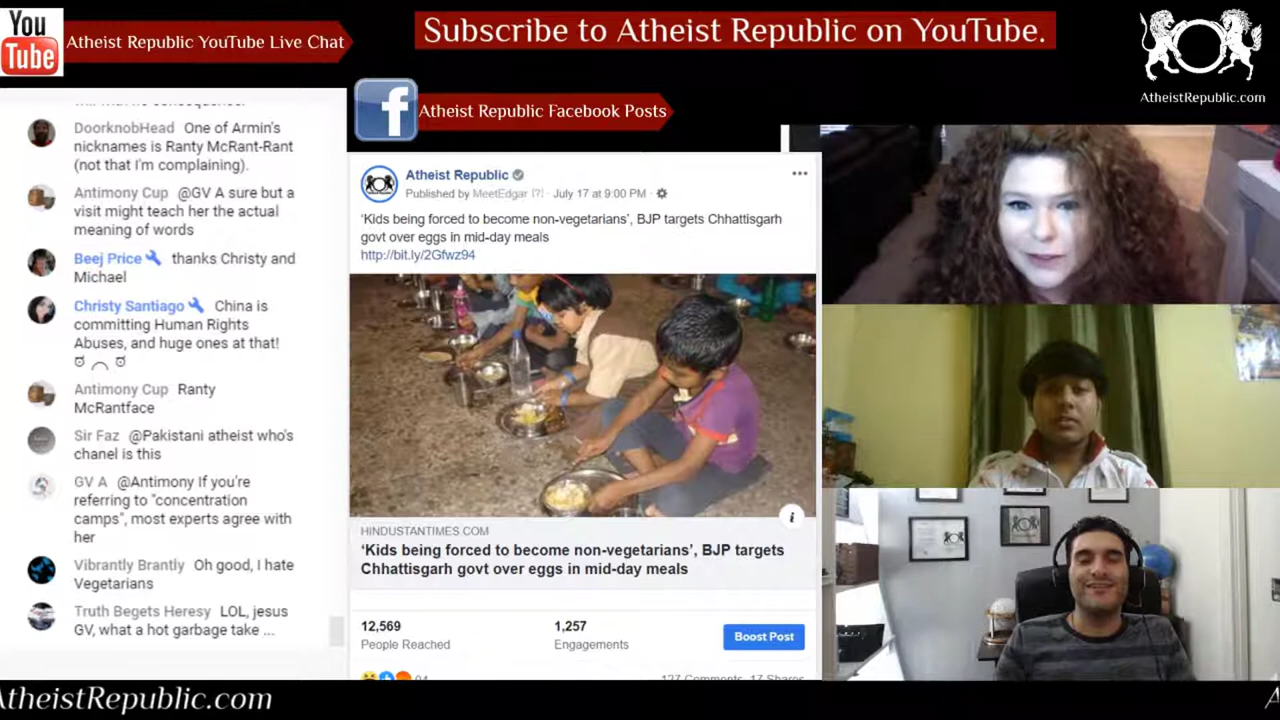 You
Tube
Atheist Republic YouTube Live Chat
Subscribe to Atheist Republic on YouTube.
AtheistRepublic.com
f
Atheist Republic Facebook Posts
DoorknobHead One of Armin's
nicknames is Ranty McRant-Rant
(not that I'm complaining).
Antimony Cup @GV A sure but a
visit might teach her the actual
meaning of words
Beej Price thanks Christy and
Michael
Christy Santiago China is
committing Human Rights
Abuses, and huge ones at that!
Antimony Cup Ranty
McRantface
Sir Faz @Pakistani atheist who's
chanel is this
GV A @Antimony If you're
referring to "concentration
camps", most experts agree with
her
Vibrantly Brantly Oh good, I hate
Vegetarians
Truth Begets Heresy LOL, jesus
GV, what a hot garbage take ...
Atheist Republic
Published by MeetEdgar [?] · July 17 at 9:00 PM ·
'Kids being forced to become non-vegetarians', BJP targets Chhattisgarh
govt over eggs in mid-day meals
http://bit.ly/2Gfwz94
HINDUSTANTIMES.COM
'Kids being forced to become non-vegetarians', BJP targets
Chhattisgarh govt over eggs in mid-day meals
12,569
People Reached
1,257
Engagements
Boost Post
127 Comments 17 Shares
AtheistRepublic.com